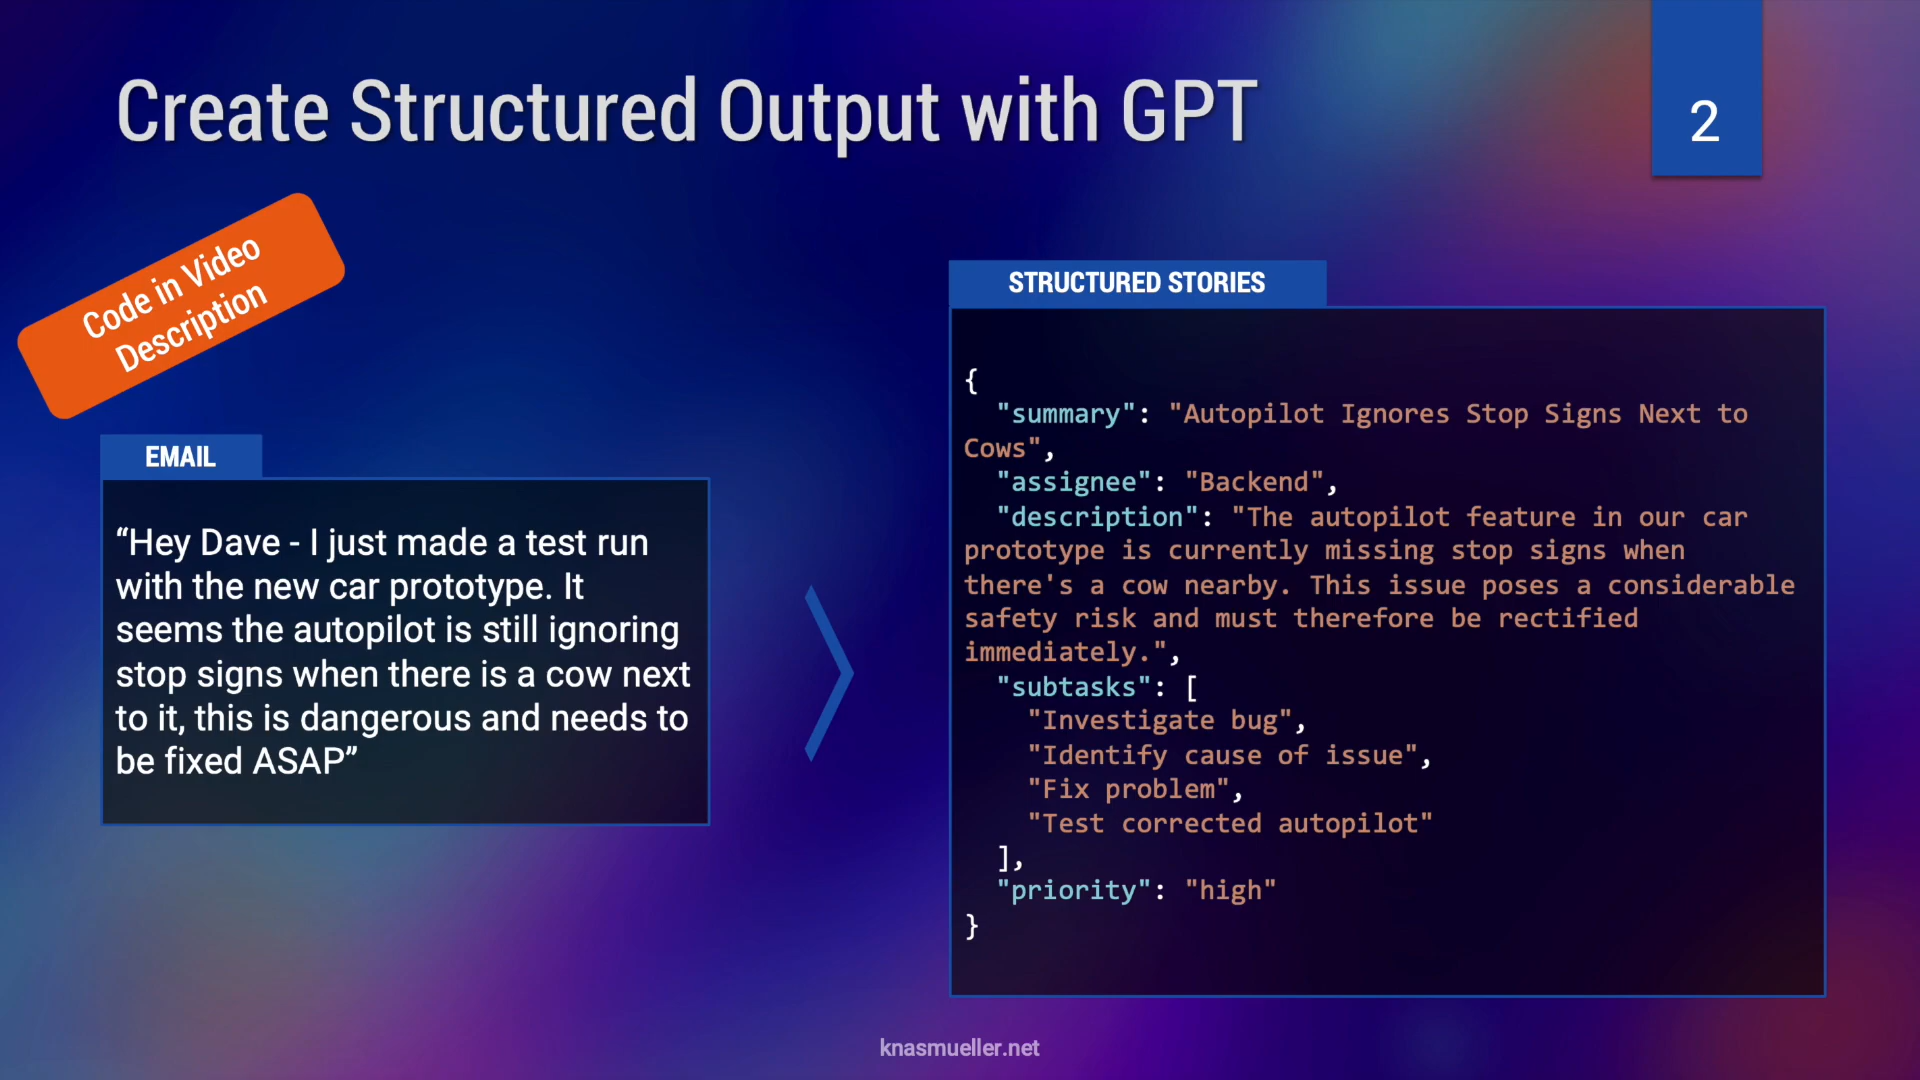 Create Structured Output with GPT
2
Code in Video
Description
EMAIL
“Hey Dave - I just made a test run
with the new car prototype. It
seems the autopilot is still ignoring
stop signs when there is a cow next
to it, this is dangerous and needs to
be fixed ASAP”
STRUCTURED STORIES
{
  "summary": "Autopilot Ignores Stop Signs Next to
Cows",
  "assignee": "Backend",
  "description": "The autopilot feature in our car
prototype is currently missing stop signs when
there's a cow nearby. This issue poses a considerable
safety risk and must therefore be rectified
immediately.",
  "subtasks": [
    "Investigate bug",
    "Identify cause of issue",
    "Fix problem",
    "Test corrected autopilot"
  ],
  "priority": "high"
}
knasmueller.net